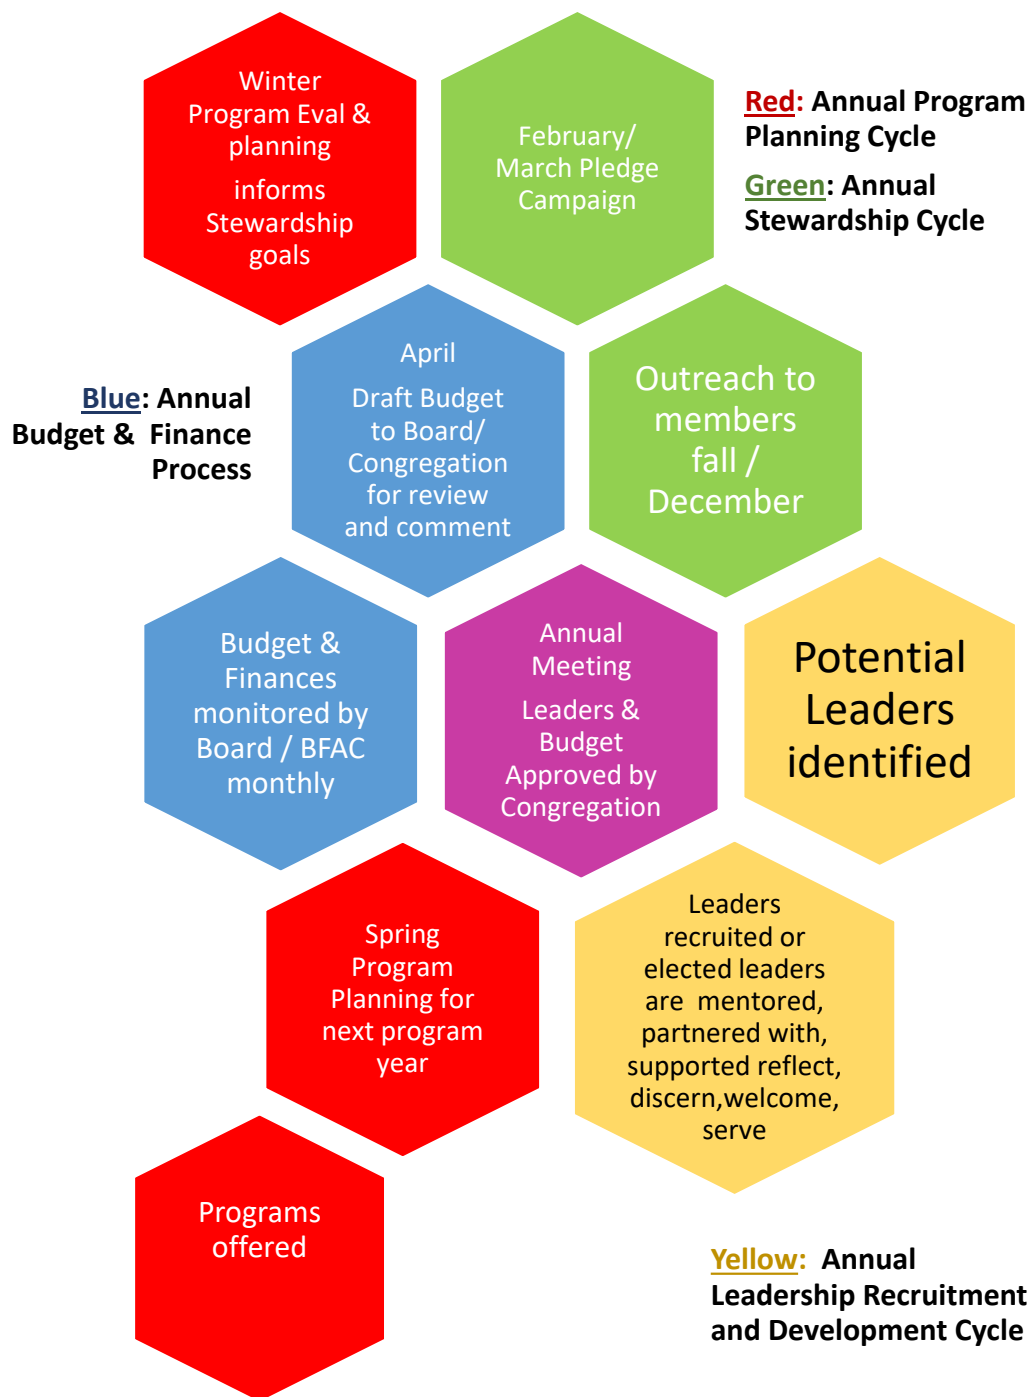 Winter
Program Eval &
planning
informs
Stewardship
goals
February/
March Pledge
Campaign
Red: Annual Program
Planning Cycle
Green: Annual
Stewardship Cycle
Blue: Annual
Budget &  Finance
Process
April
Draft Budget
to Board/
Congregation
for review
and comment
Outreach to
members
fall /
December
Budget &
Finances
monitored by
Board / BFAC
monthly
Annual
Meeting
Leaders &
Budget
Approved by
Congregation
Potential
Leaders
identified
Spring
Program
Planning for
next program
year
Leaders
recruited or
elected leaders
are  mentored,
partnered with,
supported reflect,
discern,welcome,
serve
Programs
offered
Yellow:  Annual
Leadership Recruitment
and Development Cycle